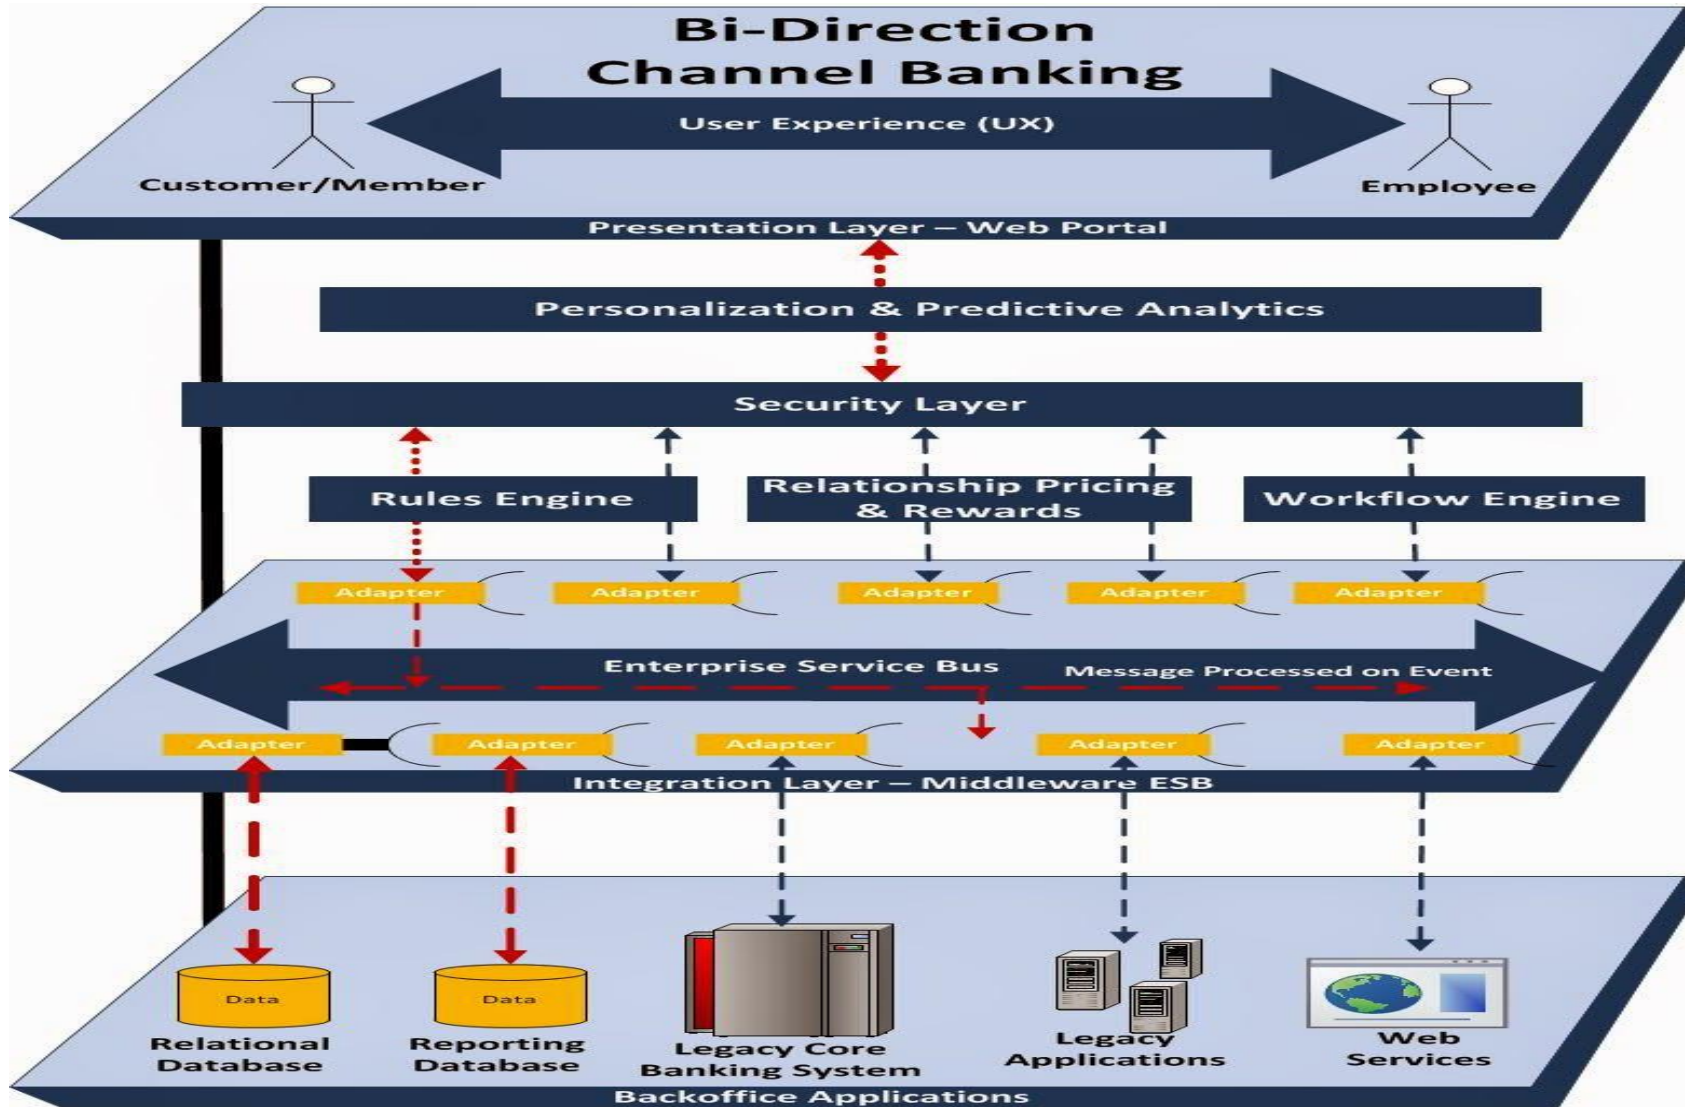 Bi-Direction
Channel Banking
User Experience (UX)
Customer/Member
Employee
Presentation Layer – Web Portal
Personalization & Predictive Analytics
Security Layer
Rules Engine
Relationship Pricing
& Rewards
Workflow Engine
Adapter
Adapter
Adapter
Adapter
Adapter
Enterprise Service Bus
Message Processed on Event
Adapter
Adapter
Adapter
Adapter
Adapter
Integration Layer – Middleware ESB
Data
Data
Relational
Database
Reporting
Database
Legacy Core
Banking System
Legacy
Applications
Web
Services
Backoffice Applications